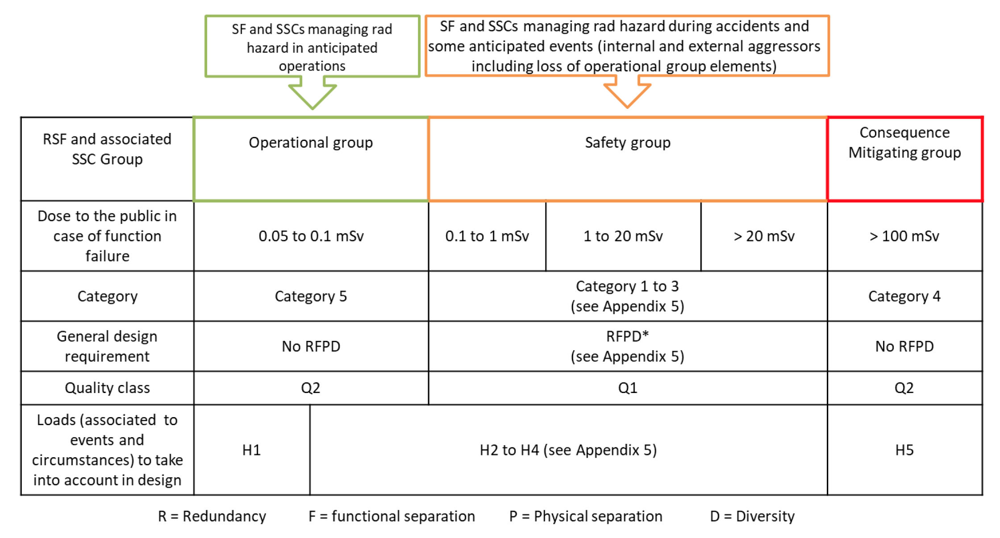 SF and SSCs managing rad
hazard in anticipated
operations
SF and SSCs managing rad hazard during accidents and
some anticipated events (internal and external aggressors
including loss of operational group elements)
RSF and associated
SSC Group
Operational group
Safety group
Consequence
Mitigating group
Dose to the public in
case of function
failure
0.05 to 0.1 mSv
0.1 to 1 mSv
1 to 20 mSv
> 20 mSv
> 100 mSv
Category
Category 5
Category 1 to 3
(see Appendix 5)
Category 4
General design
requirement
No RFPD
RFPD*
(see Appendix 5)
No RFPD
Quality class
Q2
Q1
Q2
Loads (associated to
events and
circumstances) to take
into account in design
H1
H2 to H4 (see Appendix 5)
H5
R = Redundancy F = functional separation P = Physical separation D = Diversity